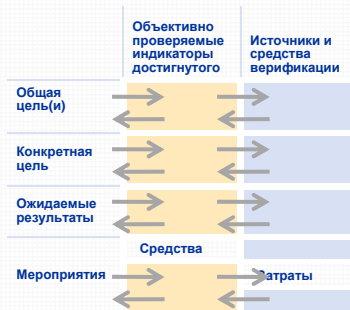 Объективно
проверяемые
индикаторы
достигнутого
Источники и
средства
верификации
Общая
цель(и)
Конкретная
цель
Ожидаемые
результаты
Средства
Мероприятия
Затраты